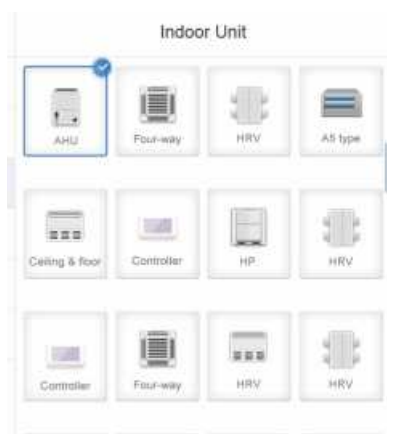 Indoor Unit
AHU
Four-way
HRV
A5 type
Ceiling & floor
Controller
HP
HRV
Controller
Four-way
HRV
HRV